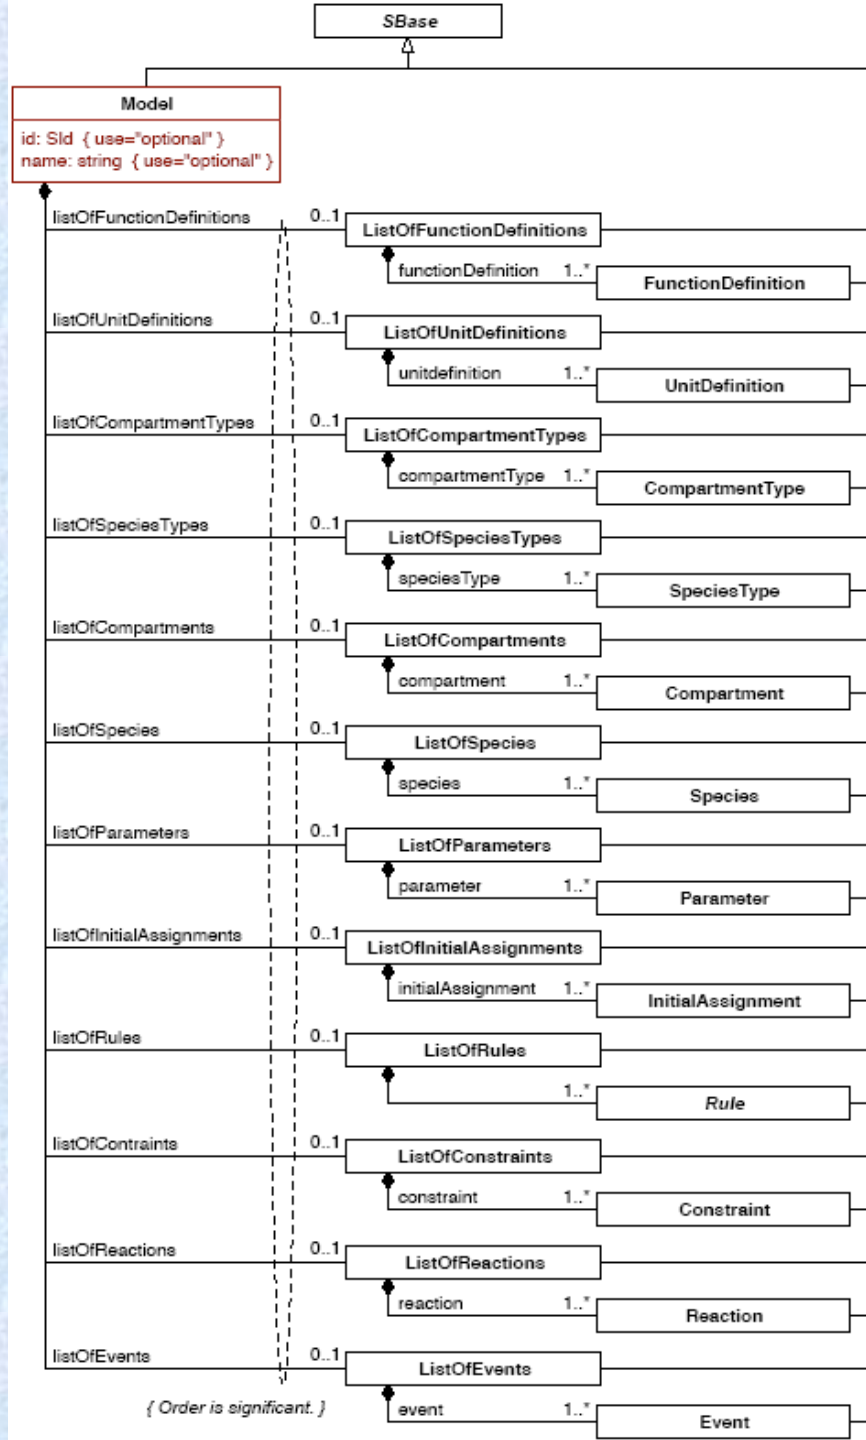 SBase
Model
id: SId { use="optional" }
name: string { use="optional" }
listOfFunctionDefinitions 0..1 ListOfFunctionDefinitions
functionDefinition 1..* FunctionDefinition
listOfUnitDefinitions 0..1 ListOfUnitDefinitions
unitdefinition 1..* UnitDefinition
listOfCompartmentTypes 0..1 ListOfCompartmentTypes
compartmentType 1..* CompartmentType
listOfSpeciesTypes 0..1 ListOfSpeciesTypes
speciesType 1..* SpeciesType
listOfCompartments 0..1 ListOfCompartments
compartment 1..* Compartment
listOfSpecies 0..1 ListOfSpecies
species 1..* Species
listOfParameters 0..1 ListOfParameters
parameter 1..* Parameter
listOfInitialAssignments 0..1 ListOfInitialAssignments
initialAssignment 1..* InitialAssignment
listOfRules 0..1 ListOfRules
1..* Rule
listOfContraints 0..1 ListOfConstraints
constraint 1..* Constraint
listOfReactions 0..1 ListOfReactions
reaction 1..* Reaction
listOfEvents 0..1 ListOfEvents
{ Order is significant. } event 1..* Event